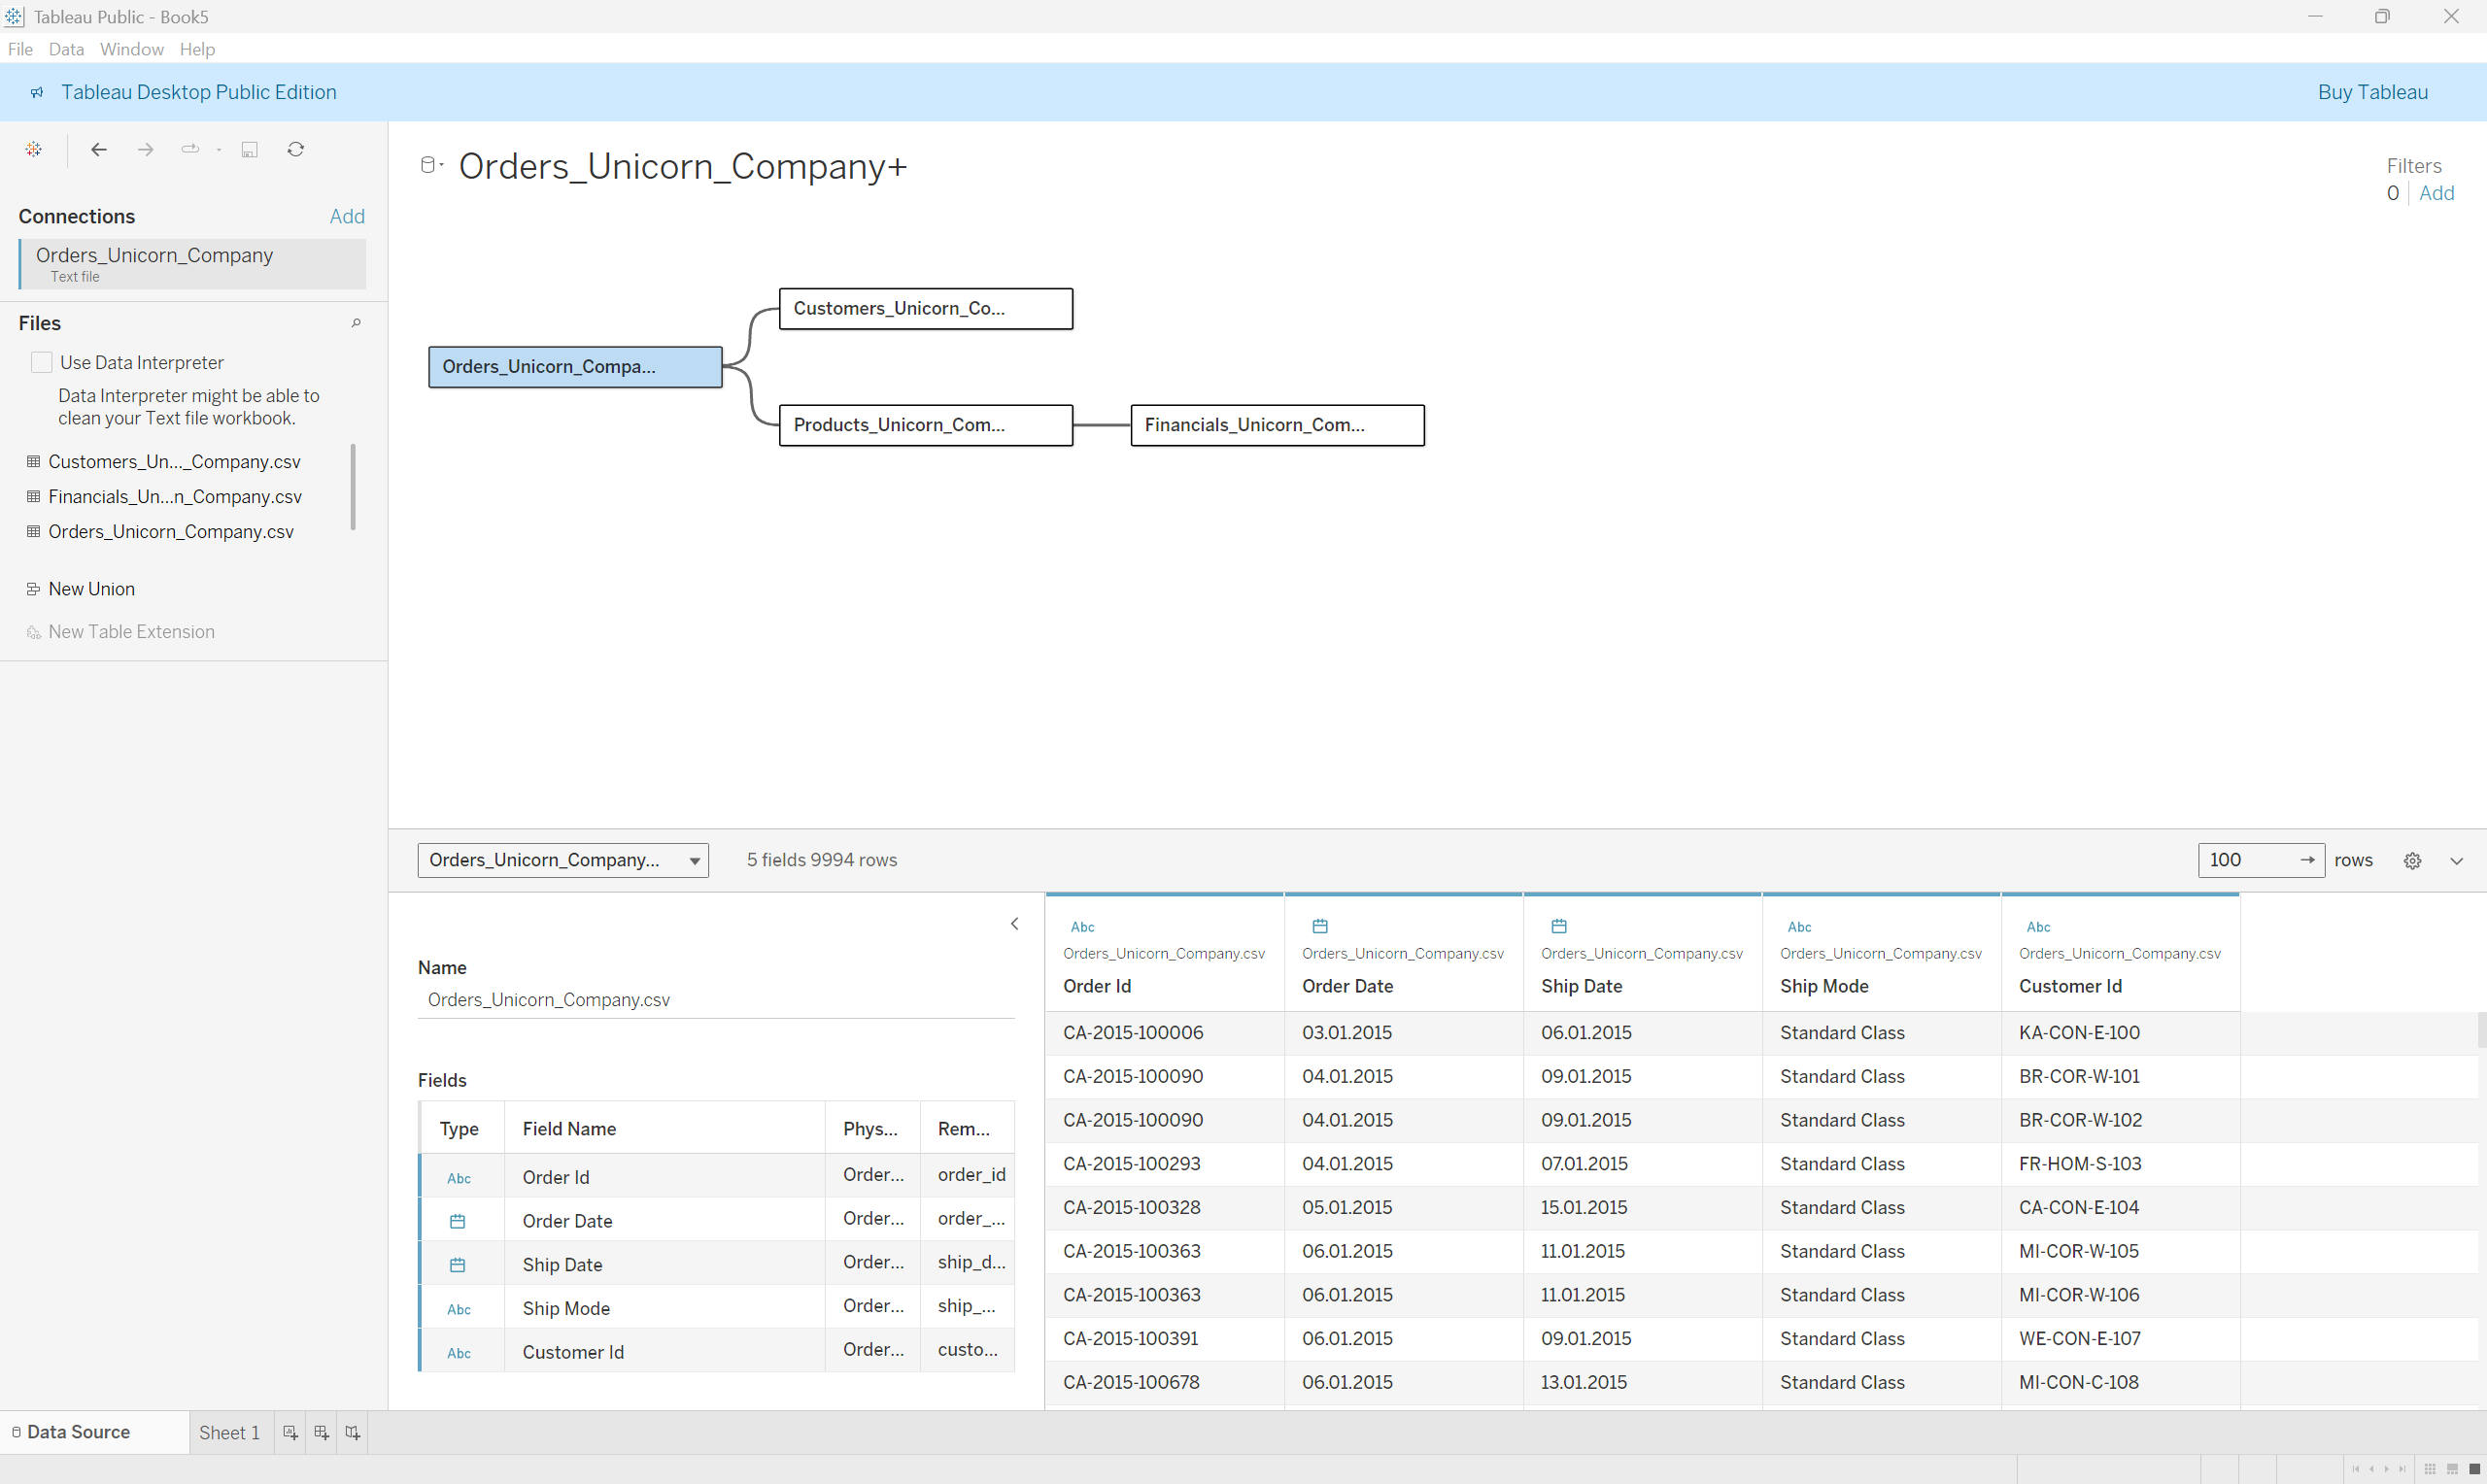 Tableau Public - Book5
File Data Window Help
Tableau Desktop Public Edition
Buy Tableau
Connections Add
Orders_Unicorn_Company
Text file
Files
Use Data Interpreter
Data Interpreter might be able to
clean your Text file workbook.
Customers_Un..._Company.csv
Financials_Un...n_Company.csv
Orders_Unicorn_Company.csv
New Union
New Table Extension
Orders_Unicorn_Company+
Filters
0 Add
Customers_Unicorn_Co...
Orders_Unicorn_Compa...
Products_Unicorn_Com...
Financials_Unicorn_Com...
Orders_Unicorn_Company... 5 fields 9994 rows
100 rows
Name
Orders_Unicorn_Company.csv
Fields
Type Field Name Phys... Rem...
Abc Order Id Order... order_id
Order Date Order... order_...
Ship Date Order... ship_d...
Abc Ship Mode Order... ship_...
Abc Customer Id Order... custo...
Abc Abc Abc
Orders_Unicorn_Company.csv Orders_Unicorn_Company.csv Orders_Unicorn_Company.csv Orders_Unicorn_Company.csv Orders_Unicorn_Company.csv
Order Id Order Date Ship Date Ship Mode Customer Id
CA-2015-100006 03.01.2015 06.01.2015 Standard Class KA-CON-E-100
CA-2015-100090 04.01.2015 09.01.2015 Standard Class BR-COR-W-101
CA-2015-100090 04.01.2015 09.01.2015 Standard Class BR-COR-W-102
CA-2015-100293 04.01.2015 07.01.2015 Standard Class FR-HOM-S-103
CA-2015-100328 05.01.2015 15.01.2015 Standard Class CA-CON-E-104
CA-2015-100363 06.01.2015 11.01.2015 Standard Class MI-COR-W-105
CA-2015-100363 06.01.2015 11.01.2015 Standard Class MI-COR-W-106
CA-2015-100391 06.01.2015 09.01.2015 Standard Class WE-CON-E-107
CA-2015-100678 06.01.2015 13.01.2015 Standard Class MI-CON-C-108
Data Source Sheet 1